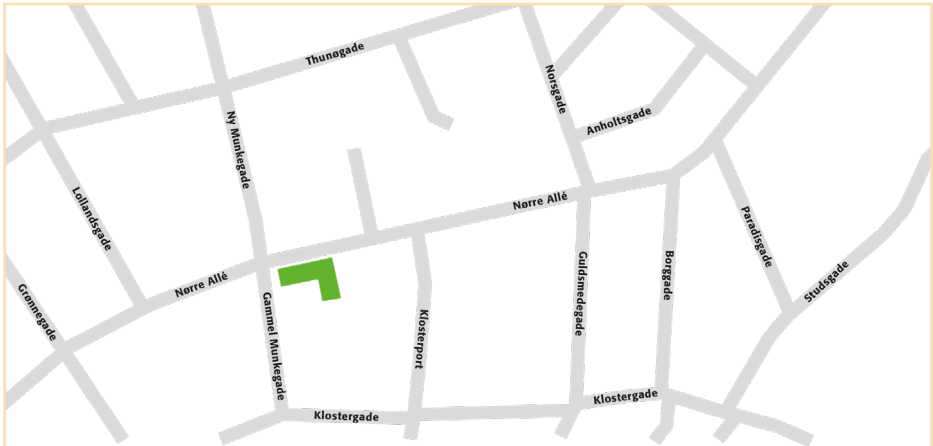 Thunøgade
Norsgade
Anholtsgade
Ny Munkegade
Lollandsgade
Nørre Allé
Paradisgade
Nørre Allé
Grønnegade
Gammel Munkegade
Klosterport
Guldsmedegade
Borggade
Studsgade
Klostergade
Klostergade